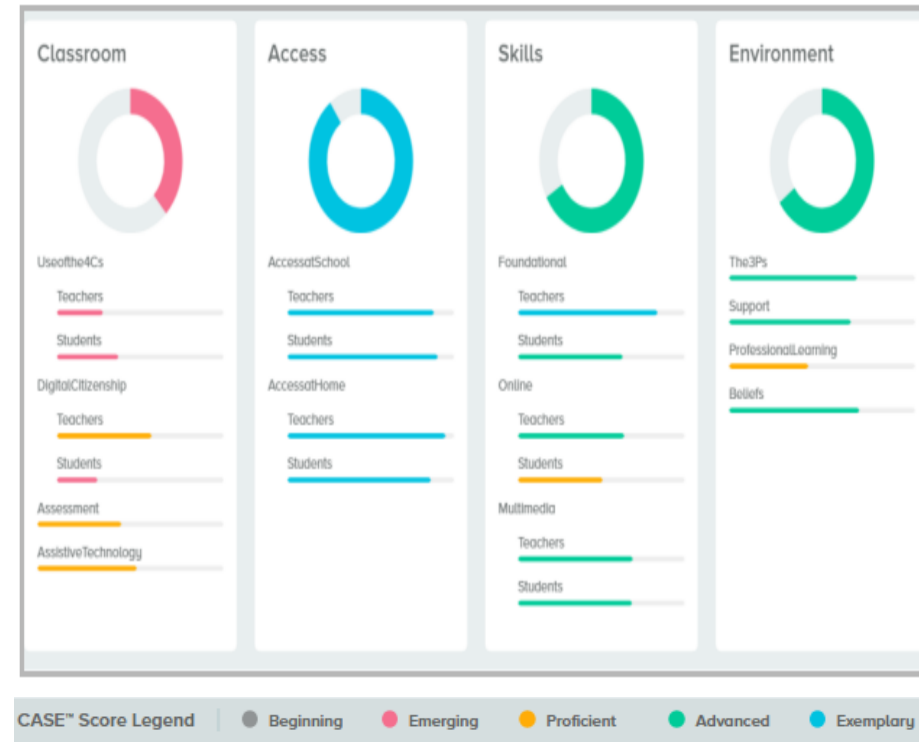 Classroom
Useofthe4Cs
Teachers
Students
DigitalCitizenship
Teachers
Students
Assessment
AssistiveTechnology
Access
AccessatSchool
Teachers
Students
AccessatHome
Teachers
Students
Skills
Foundational
Teachers
Students
Online
Teachers
Students
Multimedia
Teachers
Students
Environment
The3Ps
Support
ProfessionalLearning
Beliefs
CASE™ Score Legend Beginning Emerging Proficient Advanced Exemplary